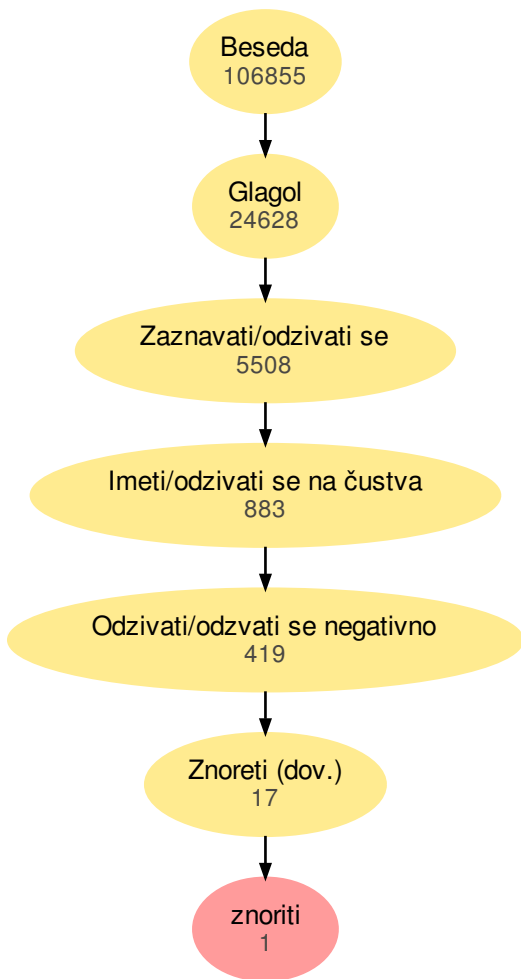 Beseda
106855
Glagol
24628
Zaznavati/odzivati se
5508
Imeti/odzivati se na čustva
883
Odzivati/odzvati se negativno
419
Znoreti (dov.)
17
znoriti
1